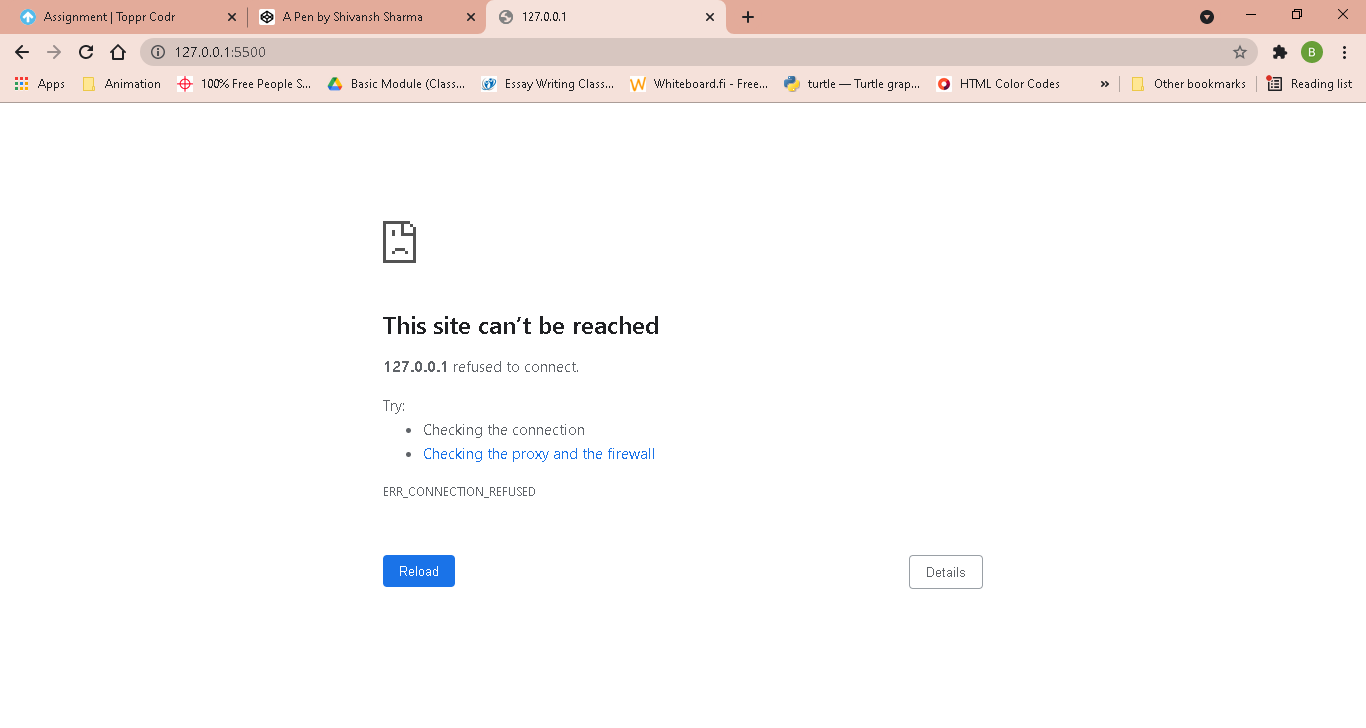 Assignment | Toppr Codr
A Pen by Shivansh Sharma
127.0.0.1
127.0.0.1:5500
B
Apps
Animation
100% Free People S...
Basic Module (Class...
Essay Writing Class...
Whiteboard.fi - Free...
turtle — Turtle grap...
HTML Color Codes
»
Other bookmarks
Reading list
This site can’t be reached
127.0.0.1 refused to connect.
Try:
• Checking the connection
• Checking the proxy and the firewall
ERR_CONNECTION_REFUSED
Reload
Details